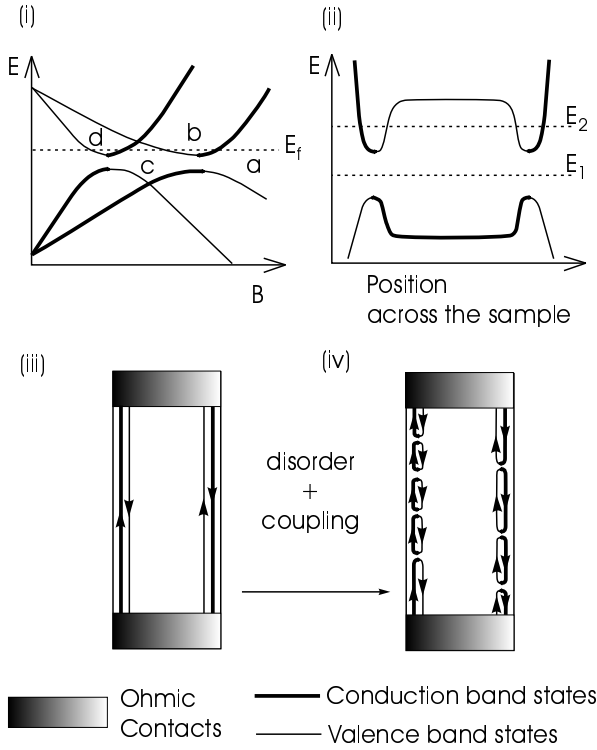 (i)
E
d
b
c
a
E_f
B
(ii)
E
E_2
E_1
Position
across the sample
(iii)
(iv)
disorder
+
coupling
Ohmic
Contacts
Conduction band states
Valence band states